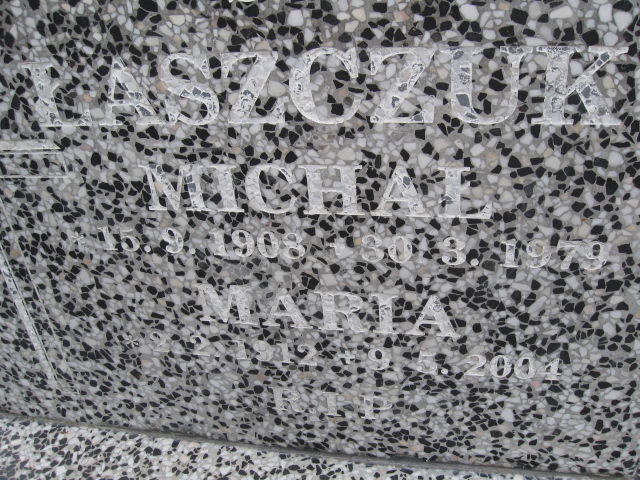 ŁASZCZUK
MICHAŁ
* 15. 9. 1908 + 30 3. 1979
MARIA
* 2. 2. 1912 + 9. 5. 2004
R I P